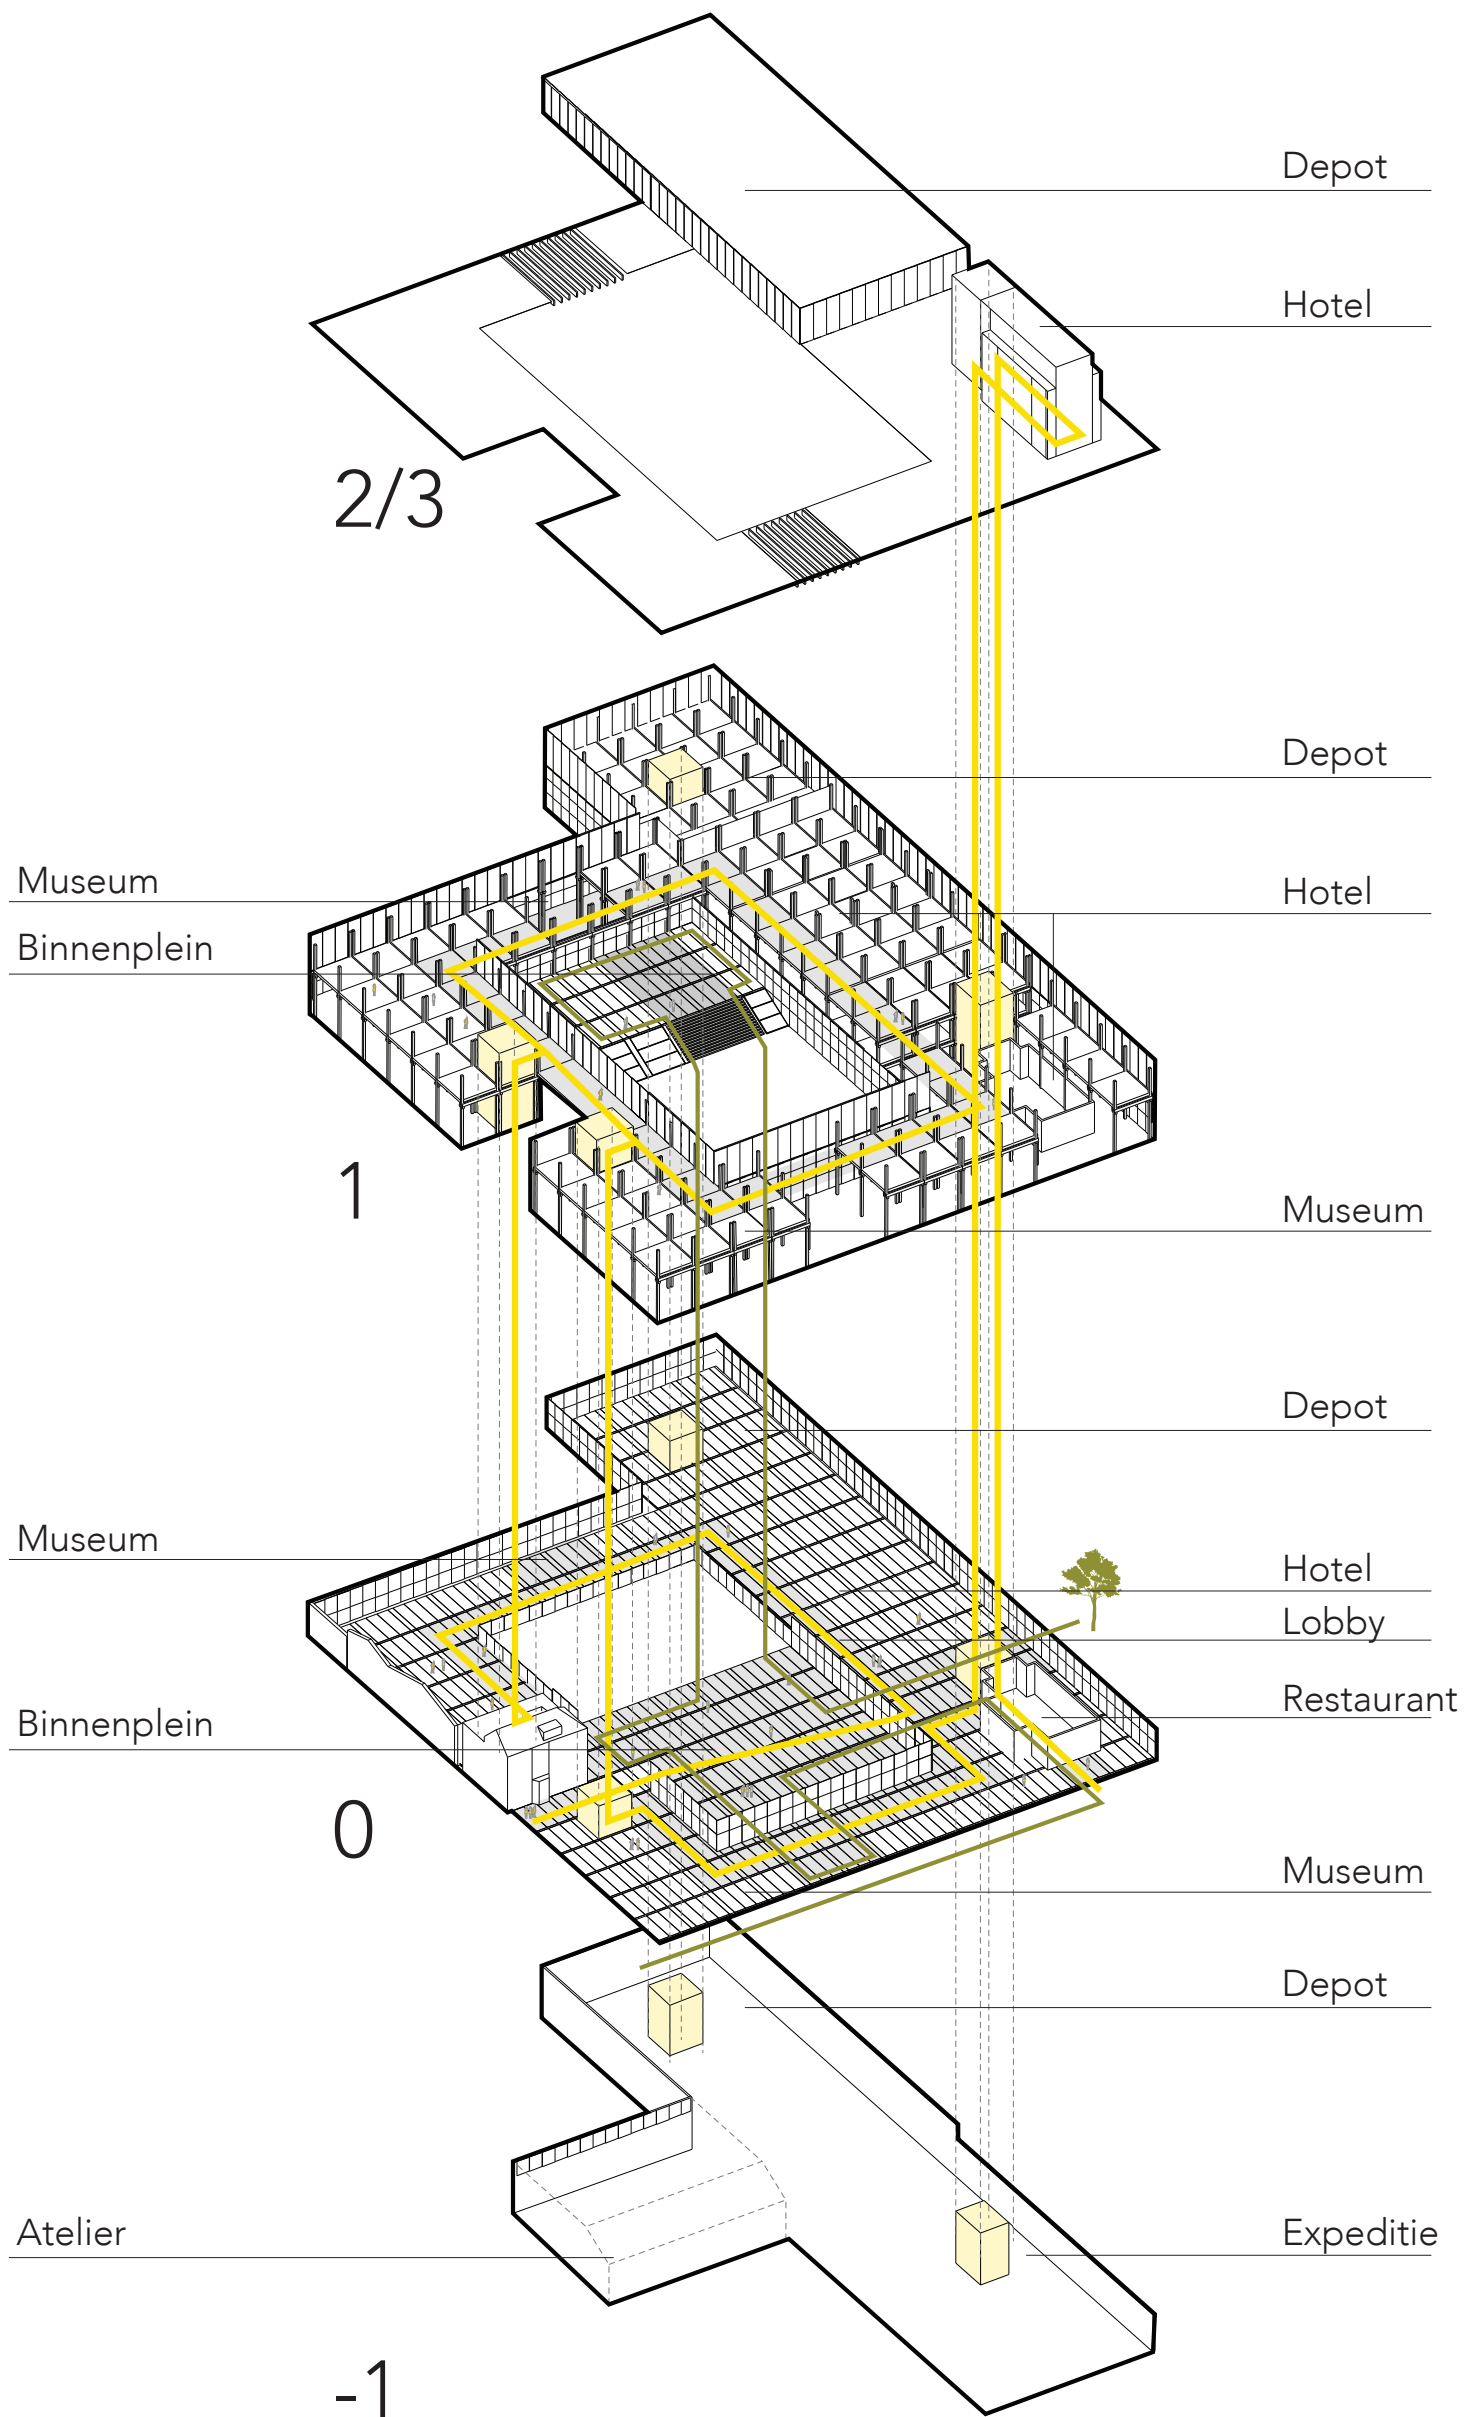 Depot
Hotel
2/3
Depot
Museum
Hotel
Binnenplein
1
Museum
Depot
Museum
Hotel
Lobby
Restaurant
Binnenplein
0
Museum
Depot
Atelier
Expeditie
-1